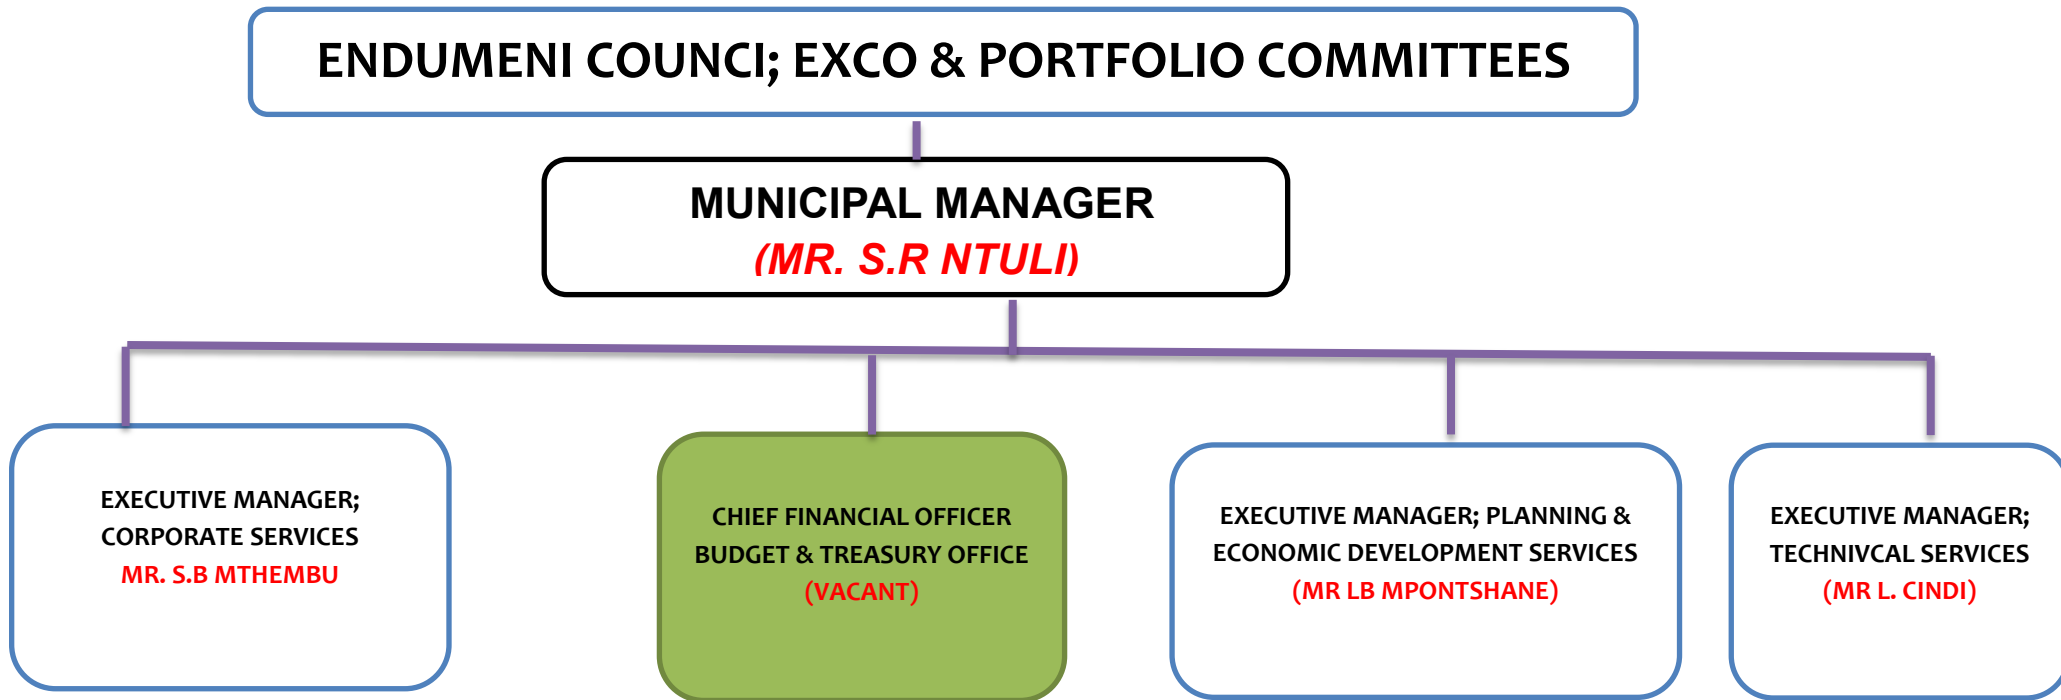 ENDUMENI COUNCI; EXCO & PORTFOLIO COMMITTEES
MUNICIPAL MANAGER
(MR. S.R NTULI)
EXECUTIVE MANAGER;
CORPORATE SERVICES
MR. S.B MTHEMBU
CHIEF FINANCIAL OFFICER
BUDGET & TREASURY OFFICE
(VACANT)
EXECUTIVE MANAGER; PLANNING &
ECONOMIC DEVELOPMENT SERVICES
(MR LB MPONTSHANE)
EXECUTIVE MANAGER;
TECHNIVCAL SERVICES
(MR L. CINDI)